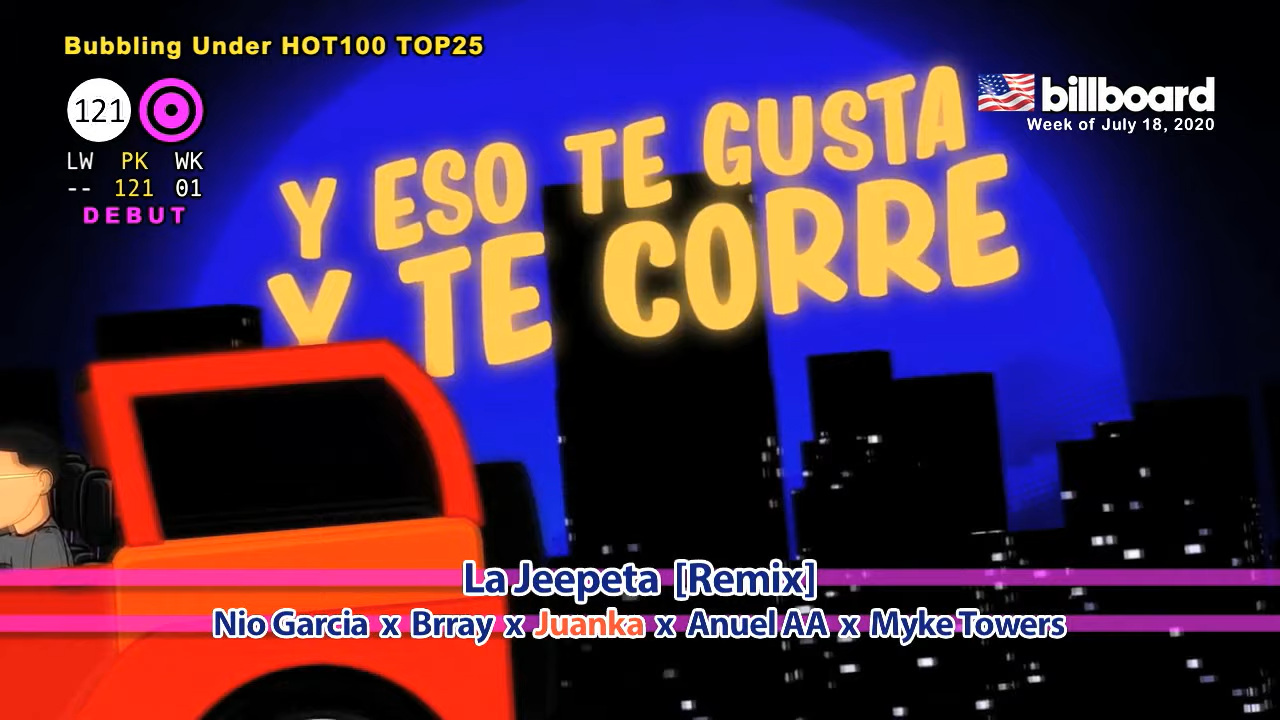 Bubbling Under HOT100 TOP25
121
LW PK WK
-- 121 01
DEBUT
billboard
Week of July 18, 2020
Y ESO TE GUSTA
Y TE CORRE
La Jeepeta [Remix]
Nio Garcia x Brray x Juanka x Anuel AA x Myke Towers